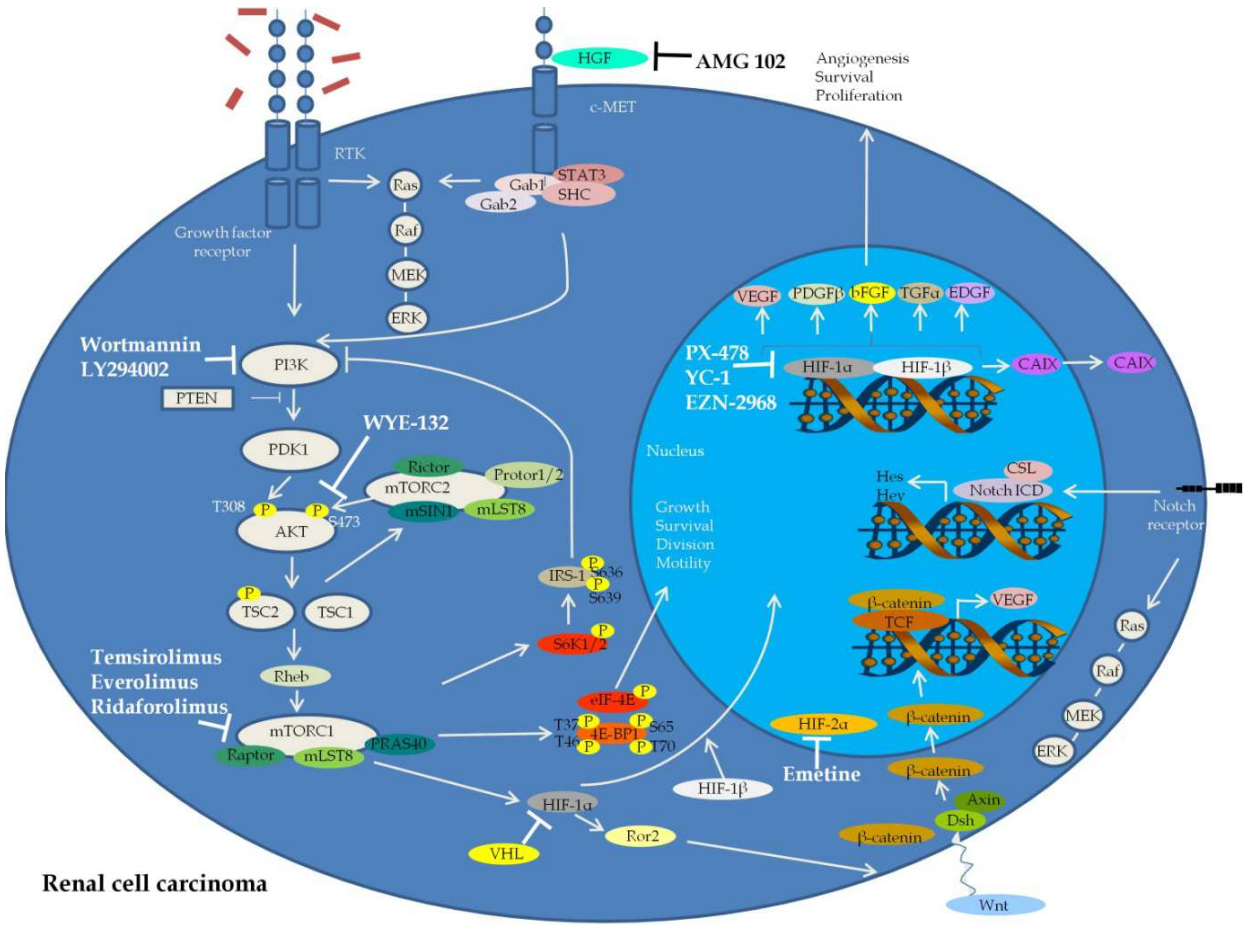 HGF
AMG 102
Angiogenesis
Survival
Proliferation
c-MET
RTK
Ras
Gab1
STAT3
SHC
Gab2
Growth factor
receptor
Raf
MEK
ERK
VEGF
PDGFβ
bFGF
TGFα
EDGF
Wortmannin
LY294002
PI3K
PTEN
PX-478
YC-1
EZN-2968
HIF-1α
HIF-1β
CAIX
CAIX
WYE-132
PDK1
Rictor
Protor1/2
mTORC2
mSIN1
mLST8
T308
P
P
S473
AKT
Nucleus
Hes
Hey
CSL
Notch ICD
Notch
receptor
Growth
Survival
Division
Motility
IRS-1
P
S636
P
S639
P
TSC2
TSC1
S6K1/2
P
β-catenin
TCF
VEGF
Ras
Raf
MEK
ERK
Temsirolimus
Everolimus
Ridaforolimus
Rheb
mTORC1
Raptor
mLST8
PRAS40
eIF-4E
P
T37
P
P
S65
4E-BP1
T46
P
P
T70
HIF-2α
Emetine
β-catenin
β-catenin
HIF-1β
HIF-1α
Ror2
VHL
Axin
Dsh
β-catenin
Wnt
Renal cell carcinoma